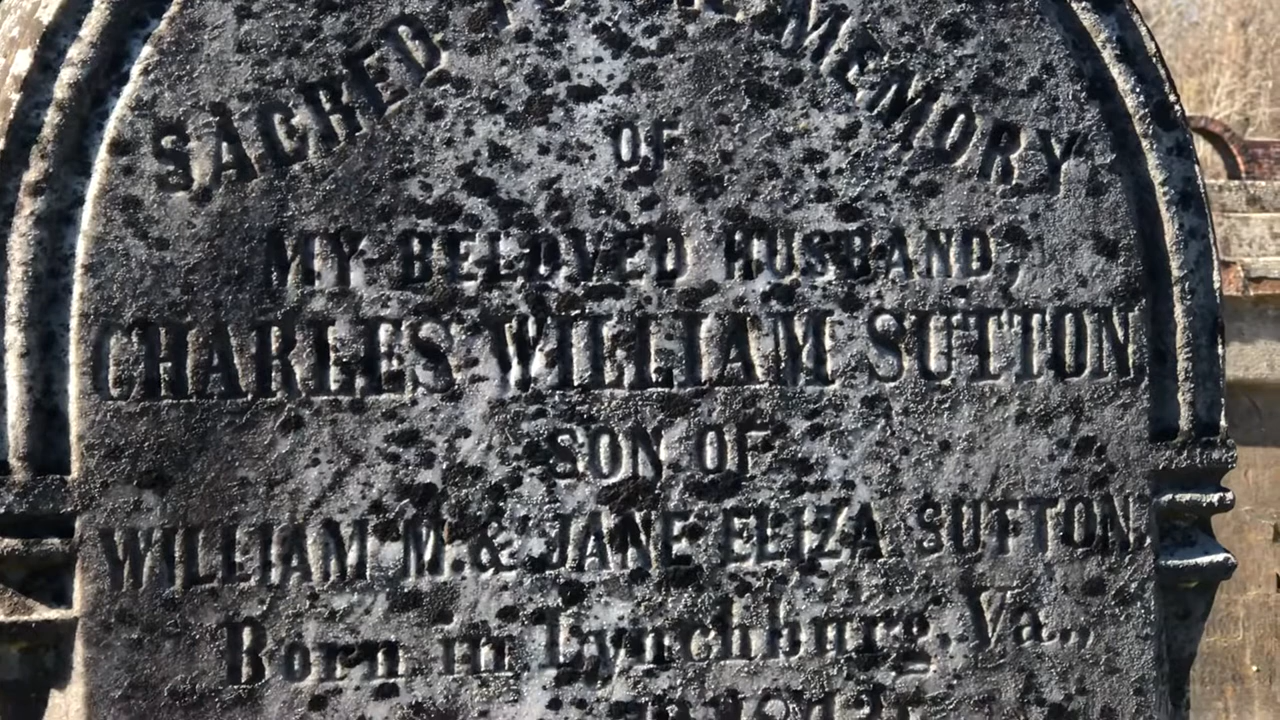 SACRED TO MEMORY
OF
MY BELOVED HUSBAND,
CHARLES WILLIAM SUTTON
SON OF
WILLIAM M. & JANE ELIZA SUTTON,
Born in Lynchburg, Va.,